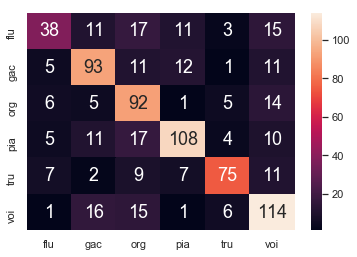 flu 38 11 17 11 3 15
gac 5 93 11 12 1 11
org 6 5 92 1 5 14
pia 5 11 17 108 4 10
tru 7 2 9 7 75 11
voi 1 16 15 1 6 114
flu gac org pia tru voi
100
80
60
40
20